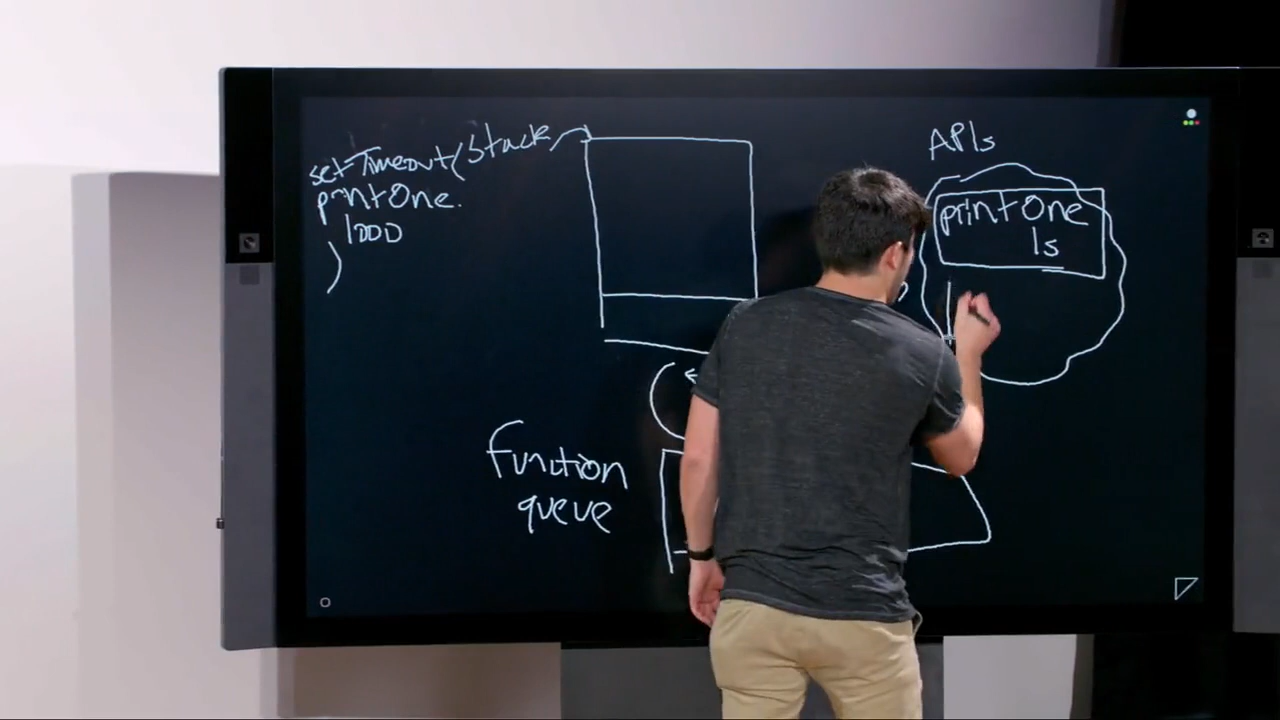 setTimeout(
printOne.
1000
)
Stack
APIs
printOne
1s
function
queue